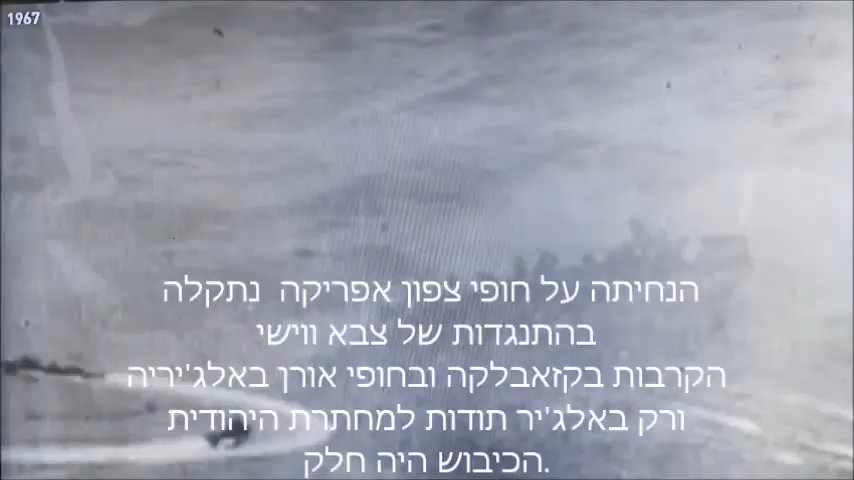 1967
הנחיתה על חופי צפון אפריקה נתקלה
בהתנגדות של צבא ווישי
הקרבות בקזאבלקה ובחופי אורן באלג'יריה
ורק באלג'יר תודות למחתרת היהודית
הכיבוש היה חלק.